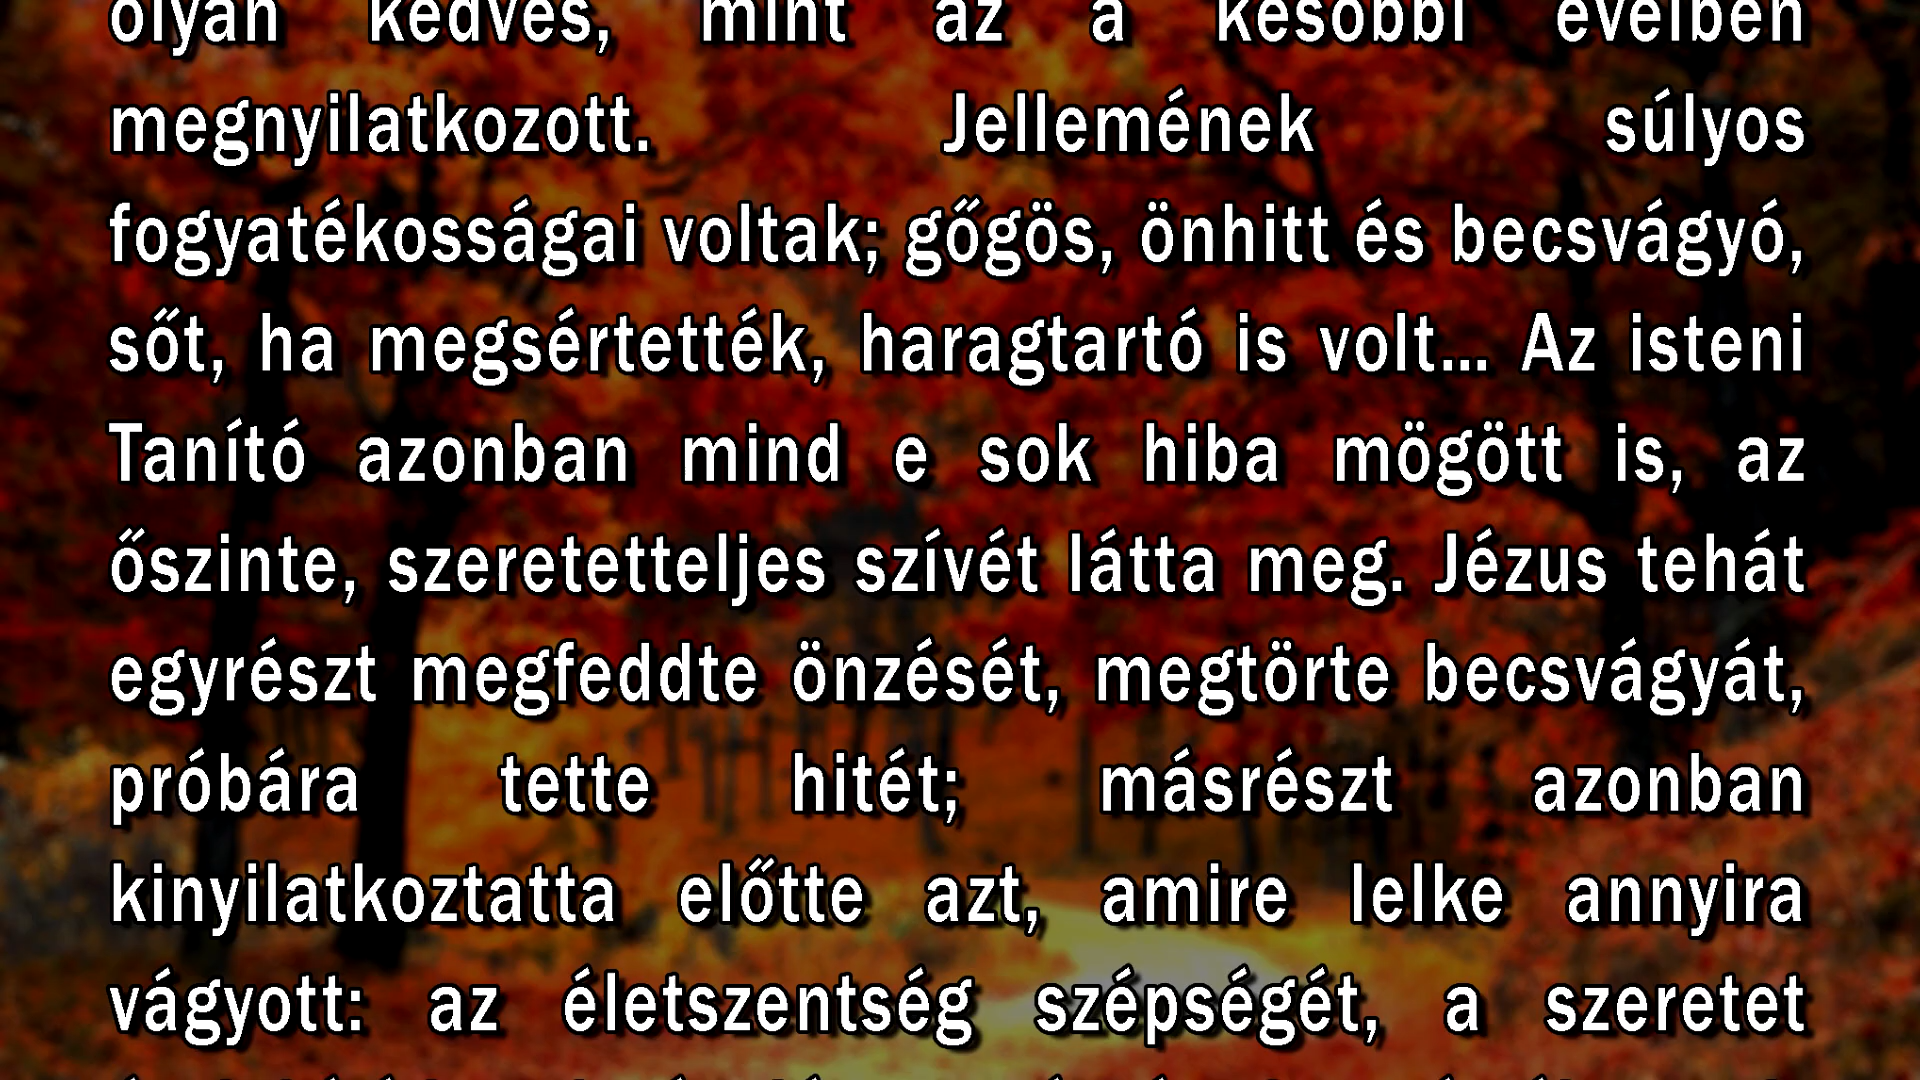 olyan kedves, mint az a későbbi éveiben
megnyilatkozott. Jellemének súlyos
fogyatékosságai voltak; gőgös, önhitt és becsvágyó,
sőt, ha megsértették, haragtartó is volt... Az isteni
Tanító azonban mind e sok hiba mögött is, az
őszinte, szeretetteljes szívét látta meg. Jézus tehát
egyrészt megfeddte önzését, megtörte becsvágyát,
próbára tette hitét; másrészt azonban
kinyilatkoztatta előtte azt, amire lelke annyira
vágyott: az életszentség szépségét, a szeretet